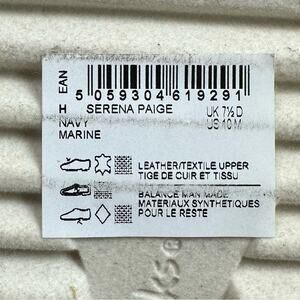 EAN
5 059304 619291
H SERENA PAIGE UK 7½ D
NAVY US 10 M
MARINE
LEATHER/TEXTILE UPPER
TIGE DE CUIR ET TISSU
BALANCE MAN MADE
MATERIAUX SYNTHETIQUES
POUR LE RESTE